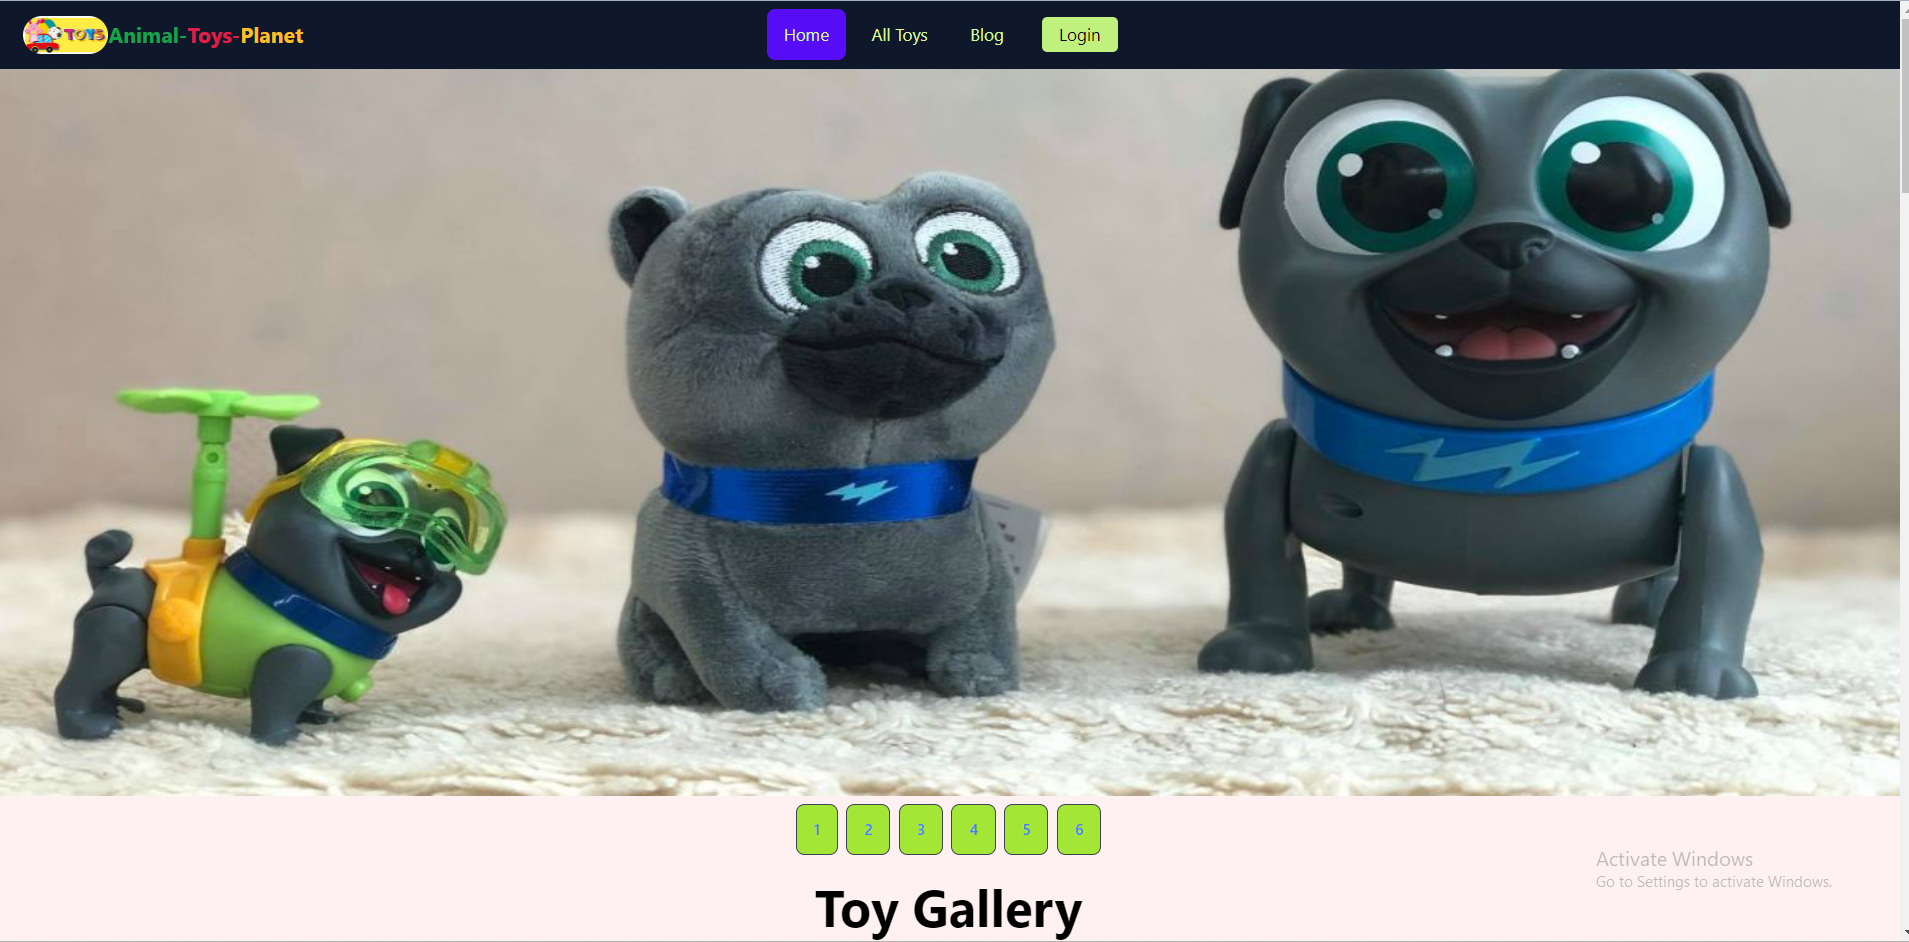 TOYS Animal-Toys-Planet
Home All Toys Blog Login
1 2 3 4 5 6
Activate Windows
Go to Settings to activate Windows.
Toy Gallery